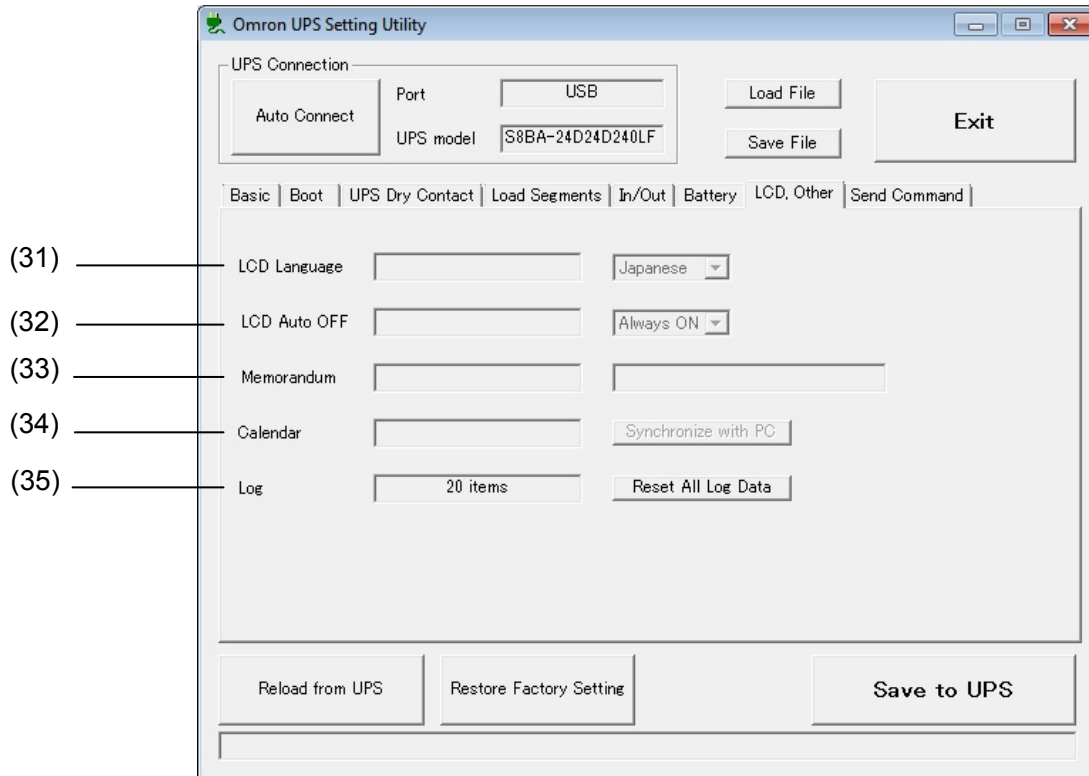 Omron UPS Setting Utility
UPS Connection
Auto Connect
Port
USB
UPS model
S8BA-24D24D240LF
Load File
Save File
Exit
Basic Boot UPS Dry Contact Load Segments In/Out Battery LCD, Other Send Command
(31) LCD Language Japanese
(32) LCD Auto OFF Always ON
(33) Memorandum
(34) Calendar Synchronize with PC
(35) Log 20 items Reset All Log Data
Reload from UPS Restore Factory Setting Save to UPS